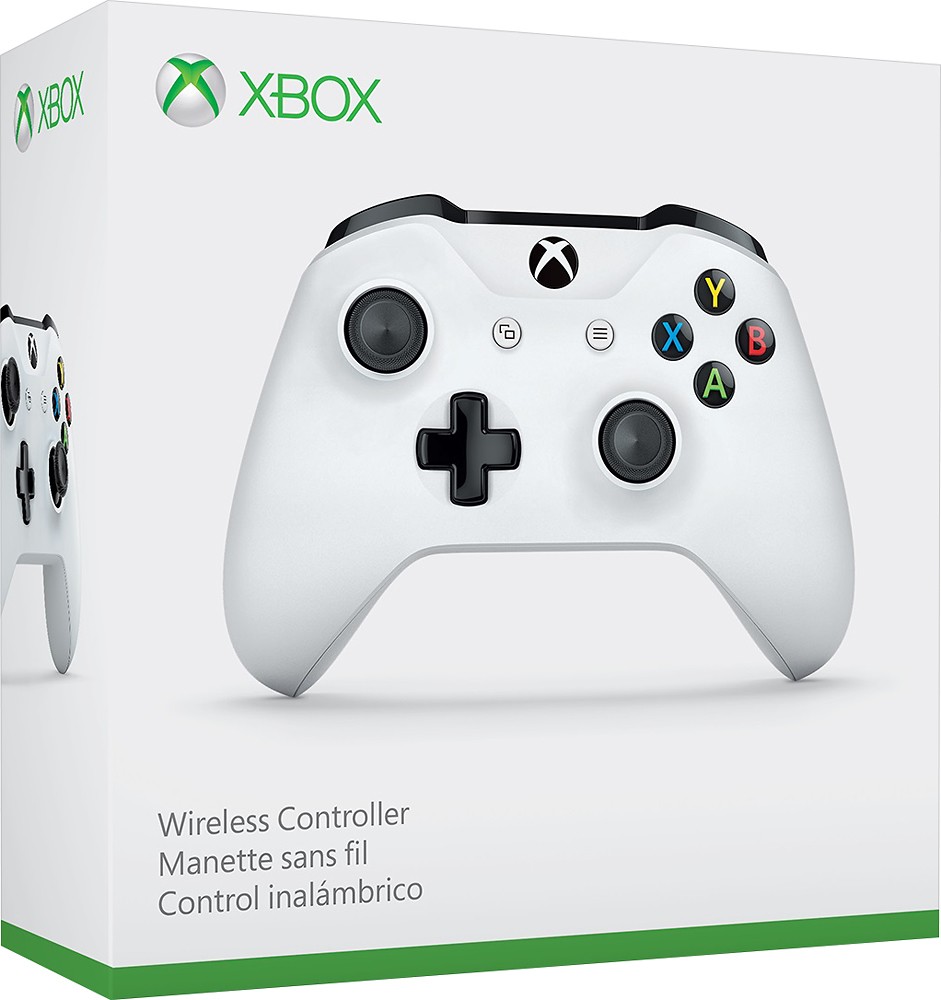 XBOX
XBOX
Y
X
B
A
Wireless Controller
Manette sans fil
Control inalámbrico